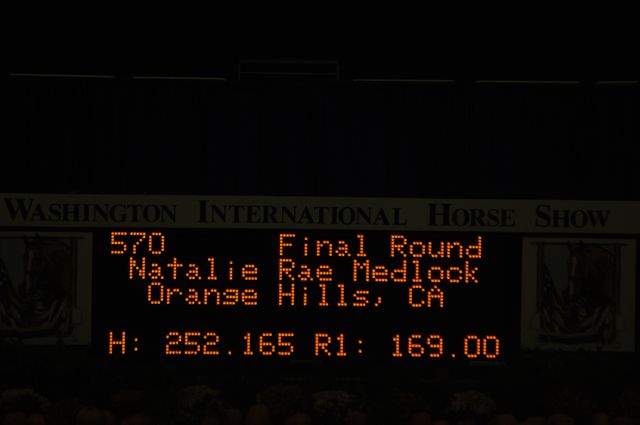 Washington International Horse Show
570 Final Round
Natalie Rae Medlock
Orange Hills, CA
H: 252.165 R1: 169.00